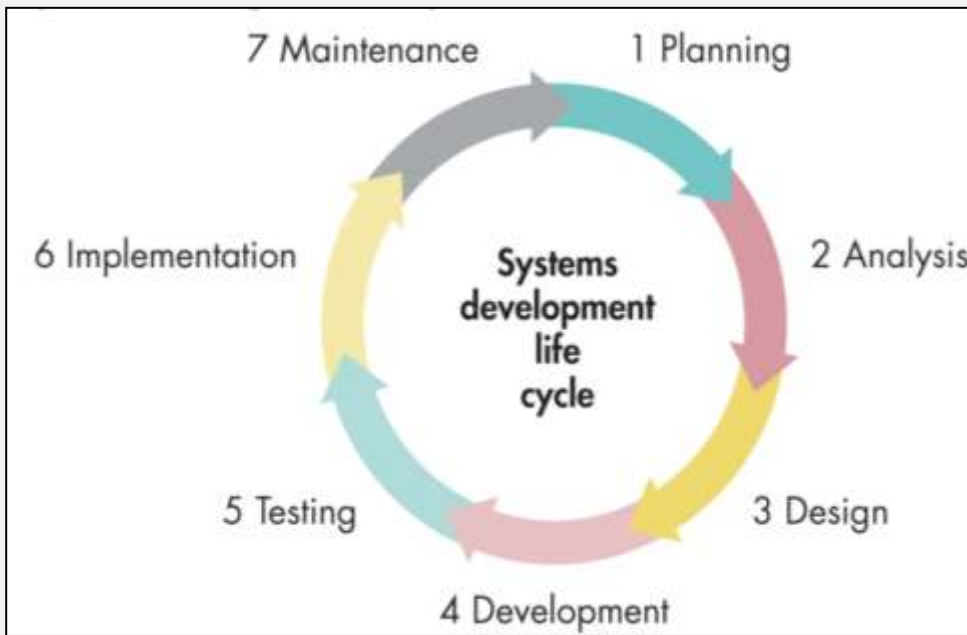 7 Maintenance
1 Planning
6 Implementation
2 Analysis
Systems
development
life
cycle
5 Testing
3 Design
4 Development